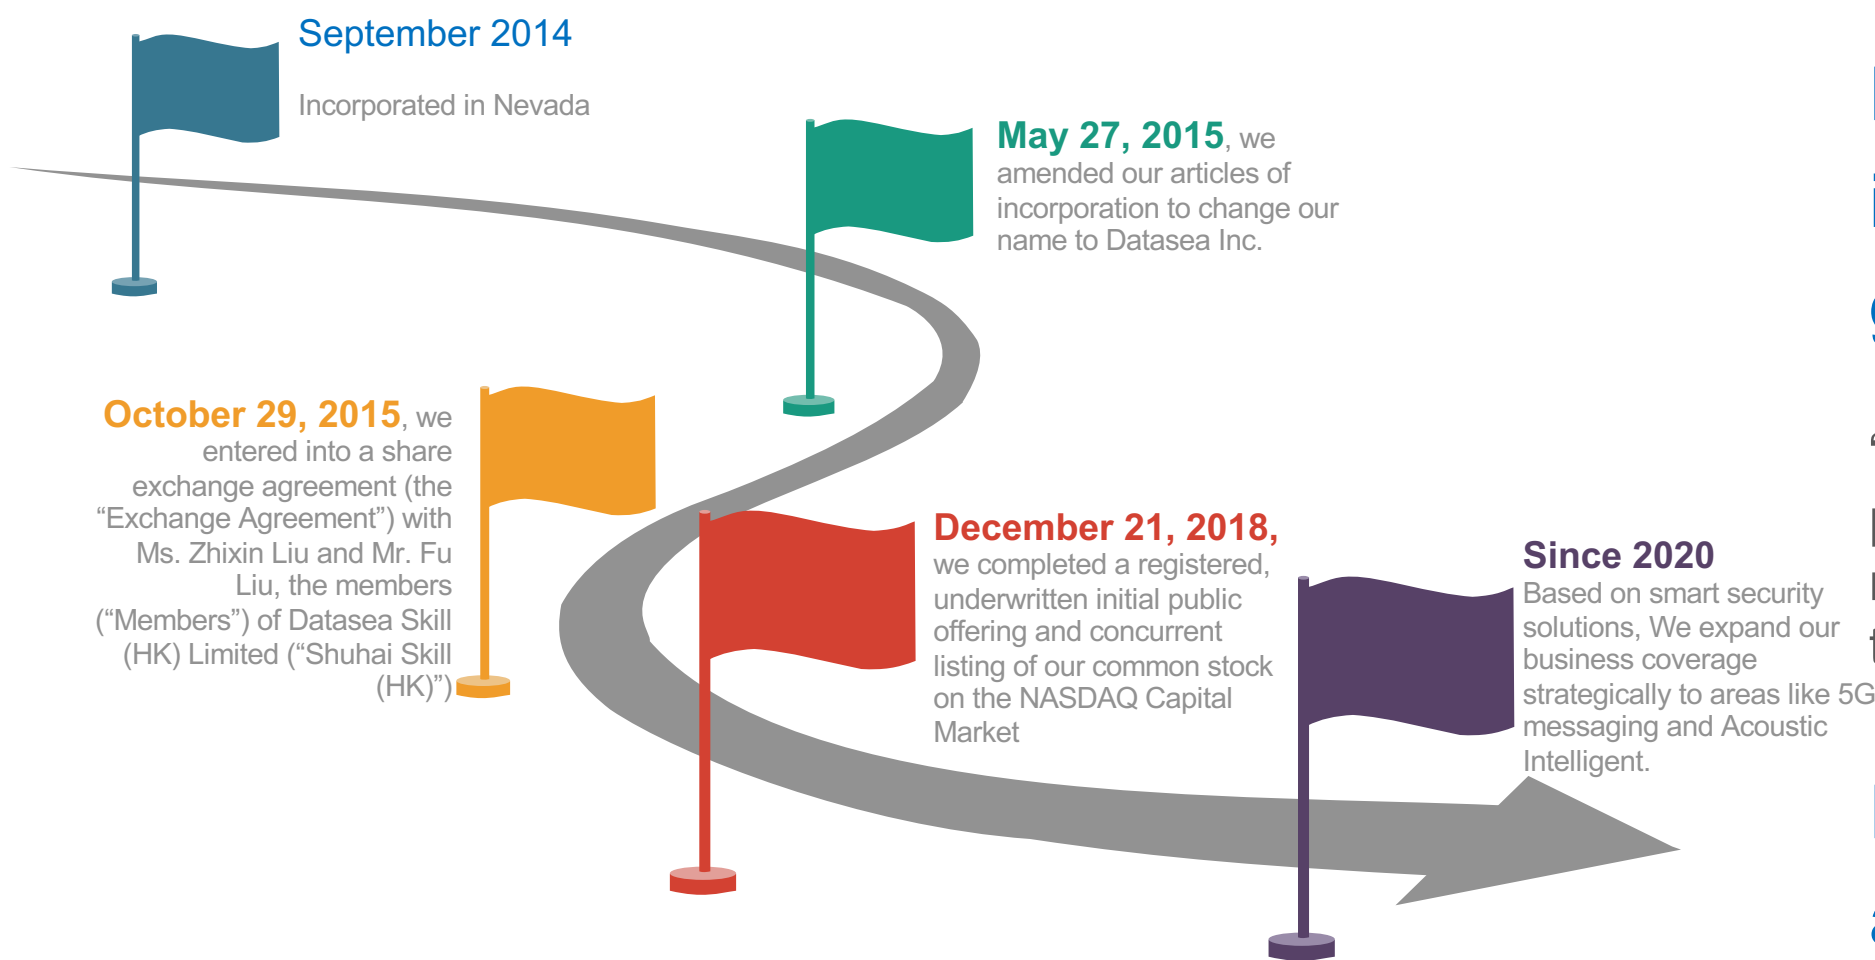 September 2014
Incorporated in Nevada
May 27, 2015, we
amended our articles of
incorporation to change our
name to Datasea Inc.
October 29, 2015, we
entered into a share
exchange agreement (the
“Exchange Agreement”) with
Ms. Zhixin Liu and Mr. Fu
Liu, the members
(“Members”) of Datasea Skill
(HK) Limited (“Shuhai Skill
(HK)”)
December 21, 2018,
we completed a registered,
underwritten initial public
offering and concurrent
listing of our common stock
on the NASDAQ Capital
Market
Since 2020
Based on smart security
solutions, We expand our
business coverage
strategically to areas like 5G
messaging and Acoustic
Intelligent.